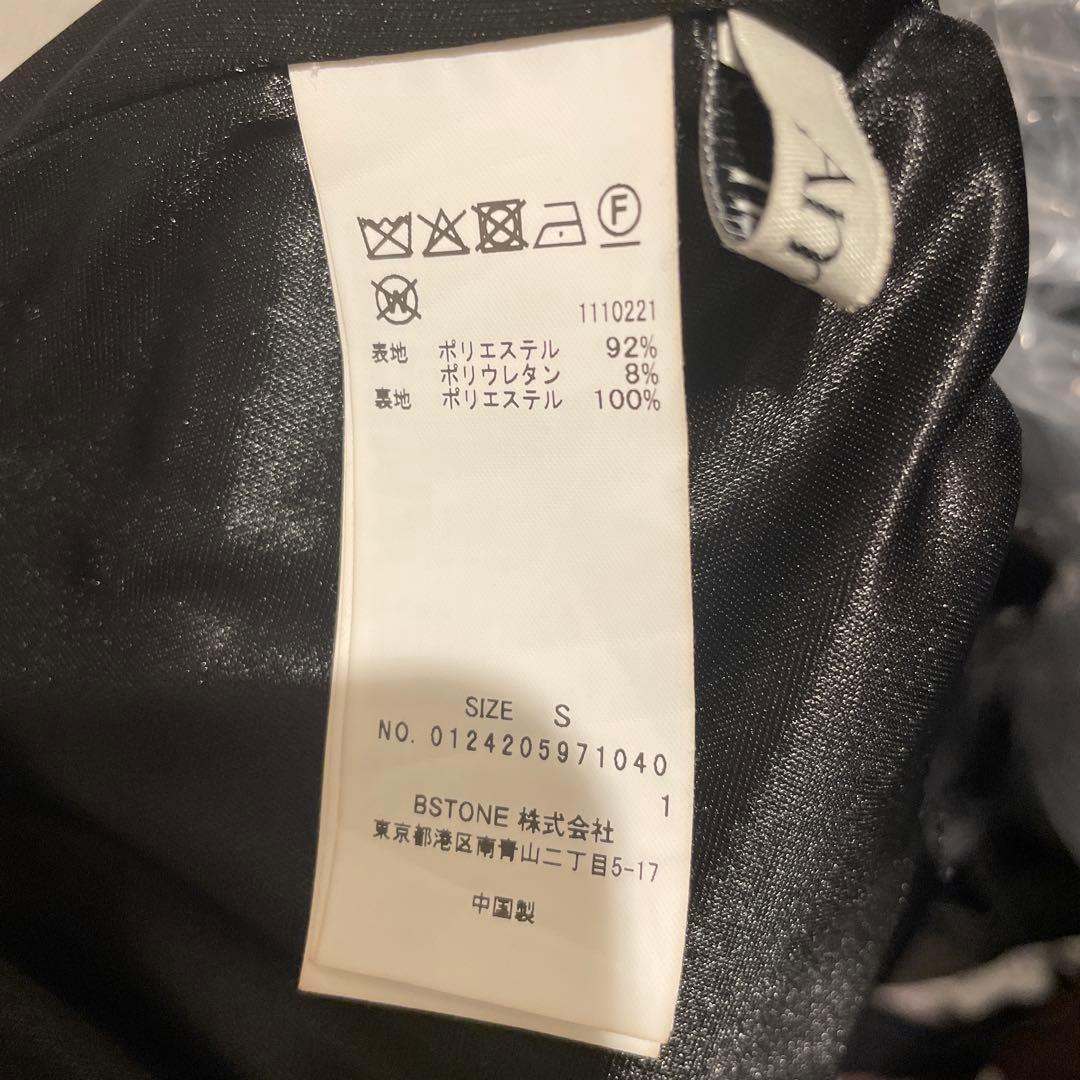 F
W
1110221
表地 ポリエステル 92%
ポリウレタン 8%
裏地 ポリエステル 100%
SIZE S
NO. 0124205971040
1
BSTONE 株式会社
東京都港区南青山二丁目5-17
中国製